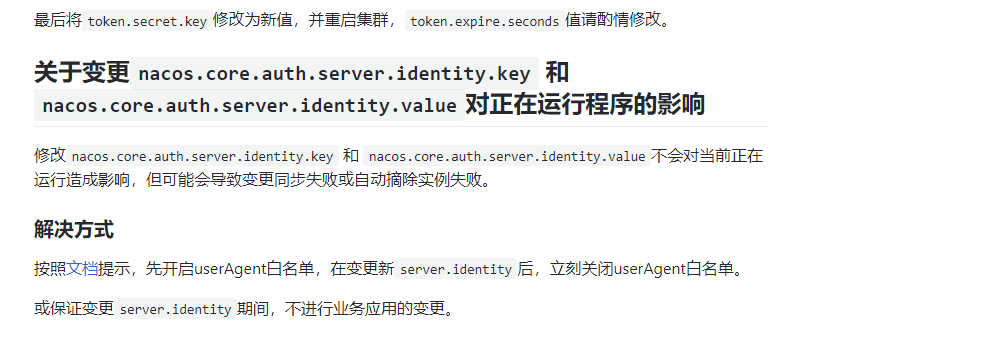 最后将 token.secret.key 修改为新值，并重启集群， token.expire.seconds 值请酌情修改。
关于变更 nacos.core.auth.server.identity.key 和
nacos.core.auth.server.identity.value 对正在运行程序的影响
修改 nacos.core.auth.server.identity.key 和 nacos.core.auth.server.identity.value 不会对当前正在
运行造成影响，但可能会导致变更同步失败或自动摘除实例失败。
解决方式
按照文档提示，先开启userAgent白名单，在变更新 server.identity 后，立刻关闭userAgent白名单。
或保证变更 server.identity 期间，不进行业务应用的变更。